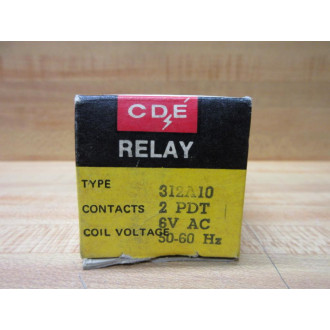 CDE
RELAY
TYPE 312A10
CONTACTS 2 PDT
COIL VOLTAGE 6V AC
50-60 Hz